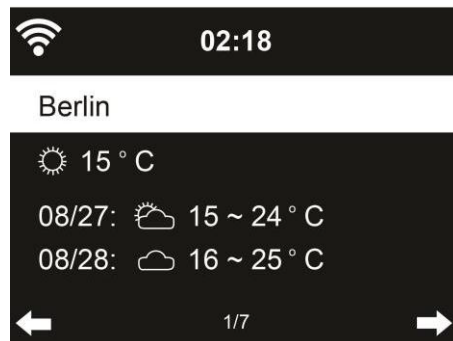 02:18
Berlin
15 ° C
08/27: 15 ~ 24 ° C
08/28: 16 ~ 25 ° C
1/7